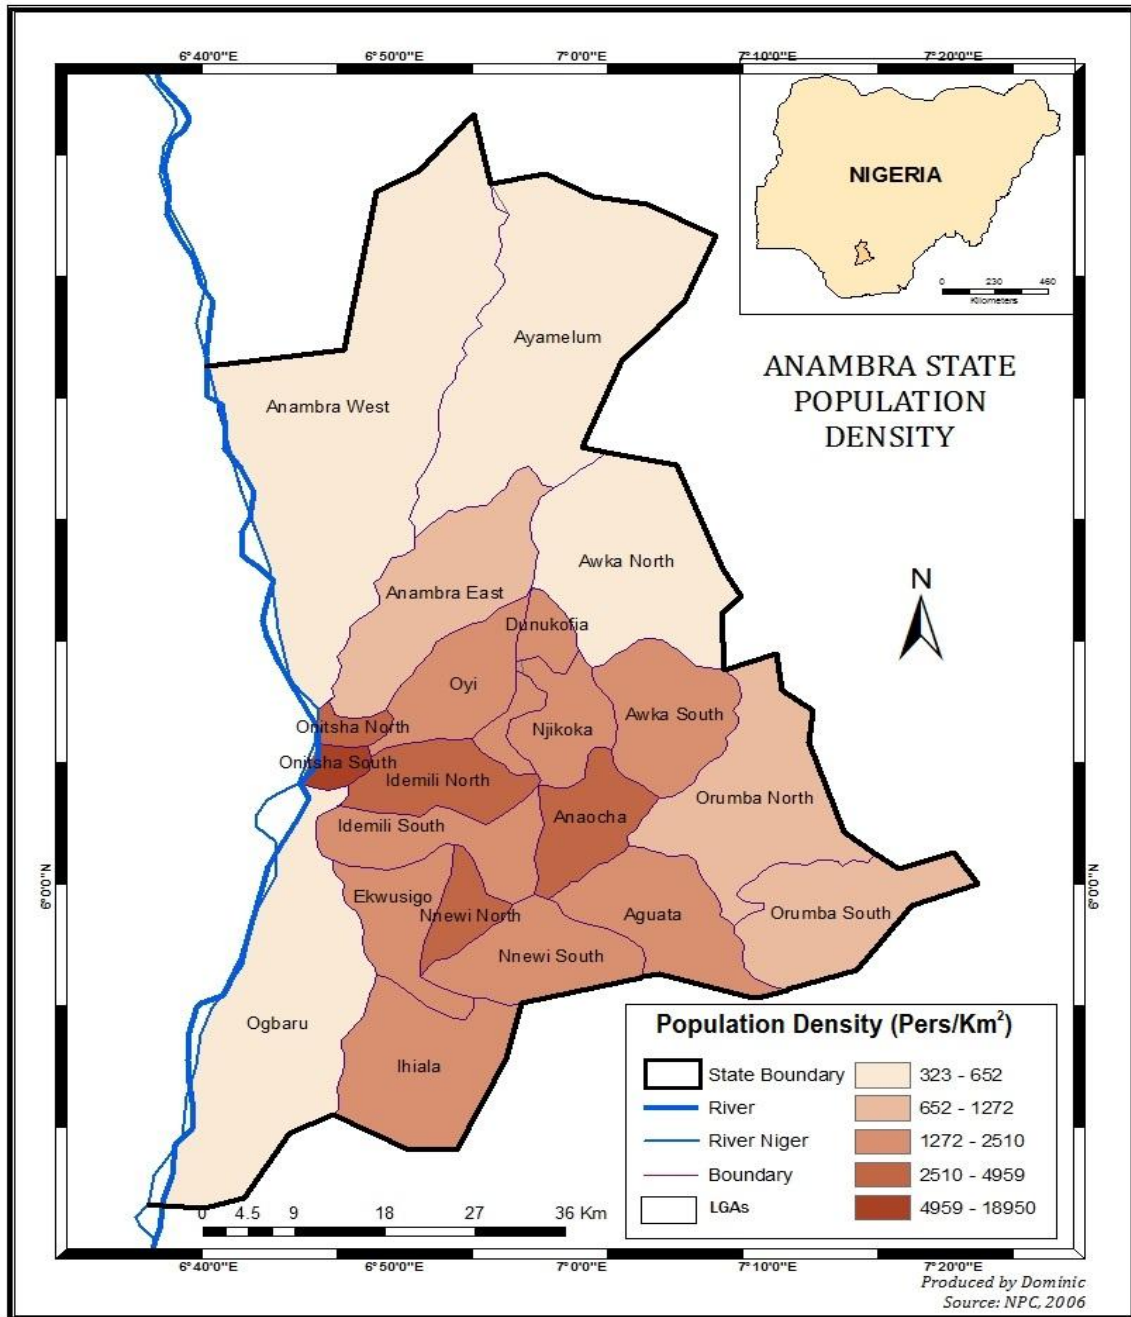 6°40'0"E 6°50'0"E 7°0'0"E 7°10'0"E 7°20'0"E
NIGERIA
0 230 460
Kilometers
ANAMBRA STATE
POPULATION
DENSITY
Ayamelum
Anambra West
Awka North
N
Anambra East
Dunukofia
Oyi
Onitsha North
Njikoka
Awka South
Onitsha South
Idemili North
Orumba North
Anaocha
Idemili South
6°0'0"N
6°0'0"N
Ekwusigo
Nnewi North
Aguata
Orumba South
Nnewi South
Ogbaru
Ihiala
Population Density (Pers/Km²)
State Boundary 323 - 652
River 652 - 1272
River Niger 1272 - 2510
Boundary 2510 - 4959
LGAs 4959 - 18950
0 4.5 9 18 27 36 Km
6°40'0"E 6°50'0"E 7°0'0"E 7°10'0"E 7°20'0"E
Produced by Dominic
Source: NPC, 2006